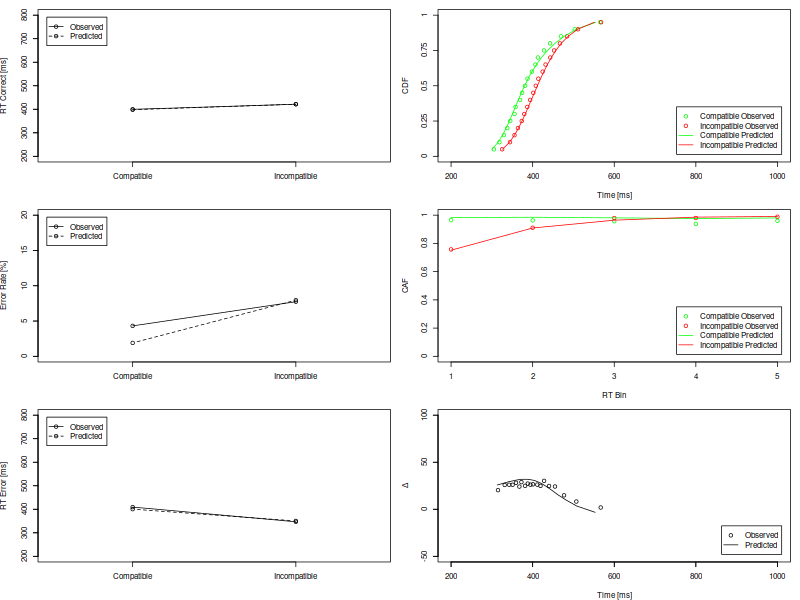 RT Correct [ms]
800
700
600
500
400
300
200
Observed
Predicted
Compatible
Incompatible
CDF
1
0.75
0.5
0.25
0
Compatible Observed
Incompatible Observed
Compatible Predicted
Incompatible Predicted
200
400
600
800
1000
Time [ms]
Error Rate [%]
20
15
10
5
0
Observed
Predicted
Compatible
Incompatible
CAF
1
0.8
0.6
0.4
0.2
0
Compatible Observed
Incompatible Observed
Compatible Predicted
Incompatible Predicted
1
2
3
4
5
RT Bin
RT Error [ms]
800
700
600
500
400
300
200
Observed
Predicted
Compatible
Incompatible
Δ
100
50
0
-50
Observed
Predicted
200
400
600
800
1000
Time [ms]